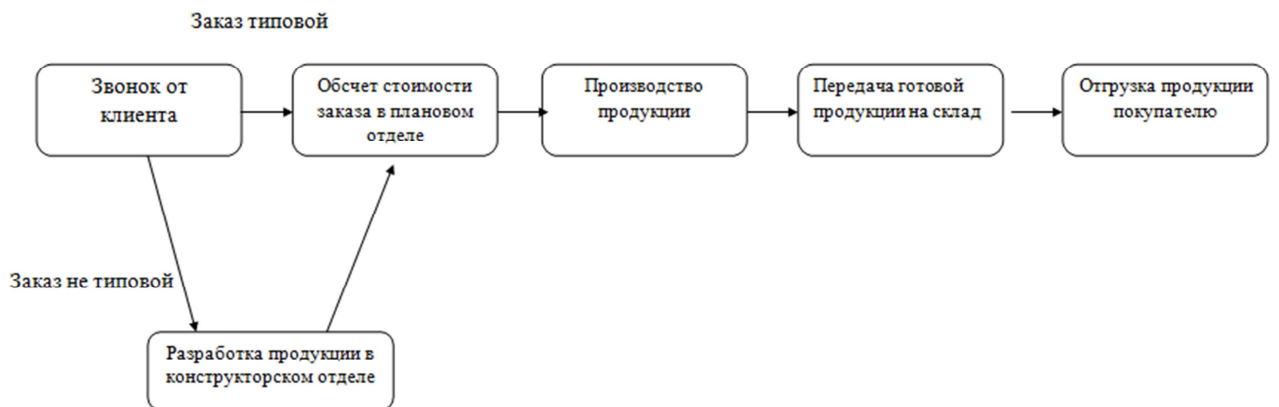 Заказ типовой
Звонок от
клиента
Обсчет стоимости
заказа в плановом
отделе
Производство
продукции
Передача готовой
продукции на склад
Отгрузка продукции
покупателю
Заказ не типовой
Разработка продукции в
конструкторском отделе